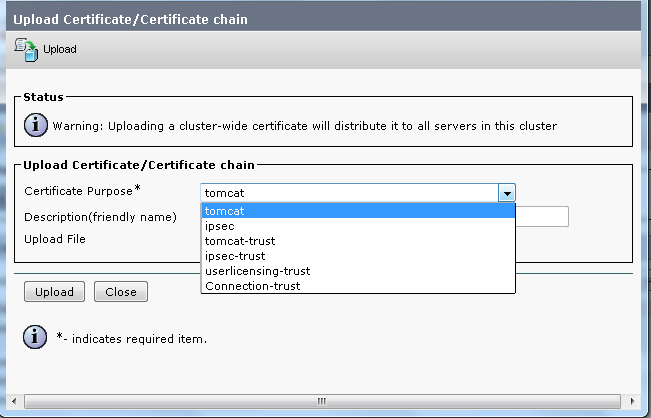 Upload Certificate/Certificate chain
Upload
Status
Warning: Uploading a cluster-wide certificate will distribute it to all servers in this cluster
Upload Certificate/Certificate chain
Certificate Purpose* tomcat
tomcat
Description(friendly name)
ipsec
Upload File
tomcat-trust
ipsec-trust
userlicensing-trust
Connection-trust
Upload Close
*- indicates required item.